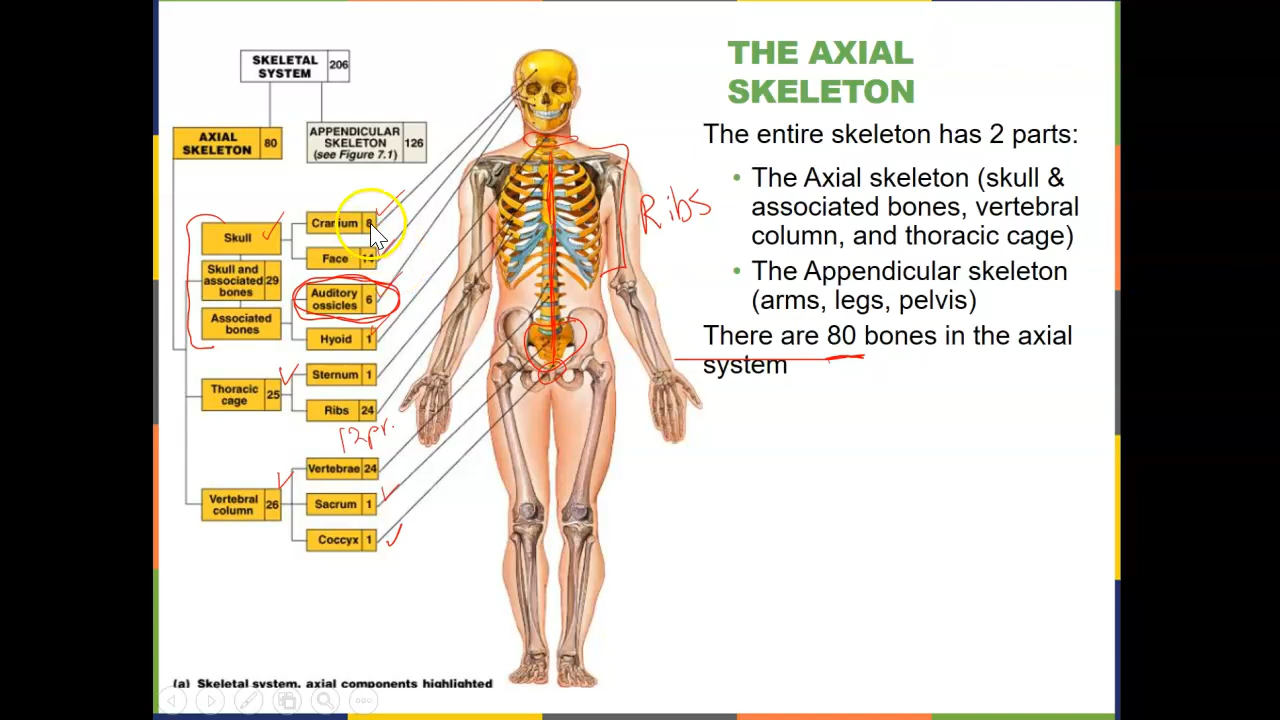 THE AXIAL
SKELETON
The entire skeleton has 2 parts:
• The Axial skeleton (skull &
associated bones, vertebral
column, and thoracic cage)
• The Appendicular skeleton
(arms, legs, pelvis)
There are 80 bones in the axial
system
SKELETAL
SYSTEM 206
AXIAL
SKELETON 80
APPENDICULAR
SKELETON 126
(see Figure 7.1)
Skull
Skull and
associated 29
bones
Associated
bones
Cranium 8
Face 14
Auditory
ossicles 6
Hyoid 1
Thoracic
cage 25
Sternum 1
Ribs 24
12pr.
Vertebral
column 26
Vertebrae 24
Sacrum 1
Coccyx 1
Ribs
(a) Skeletal system, axial components highlighted